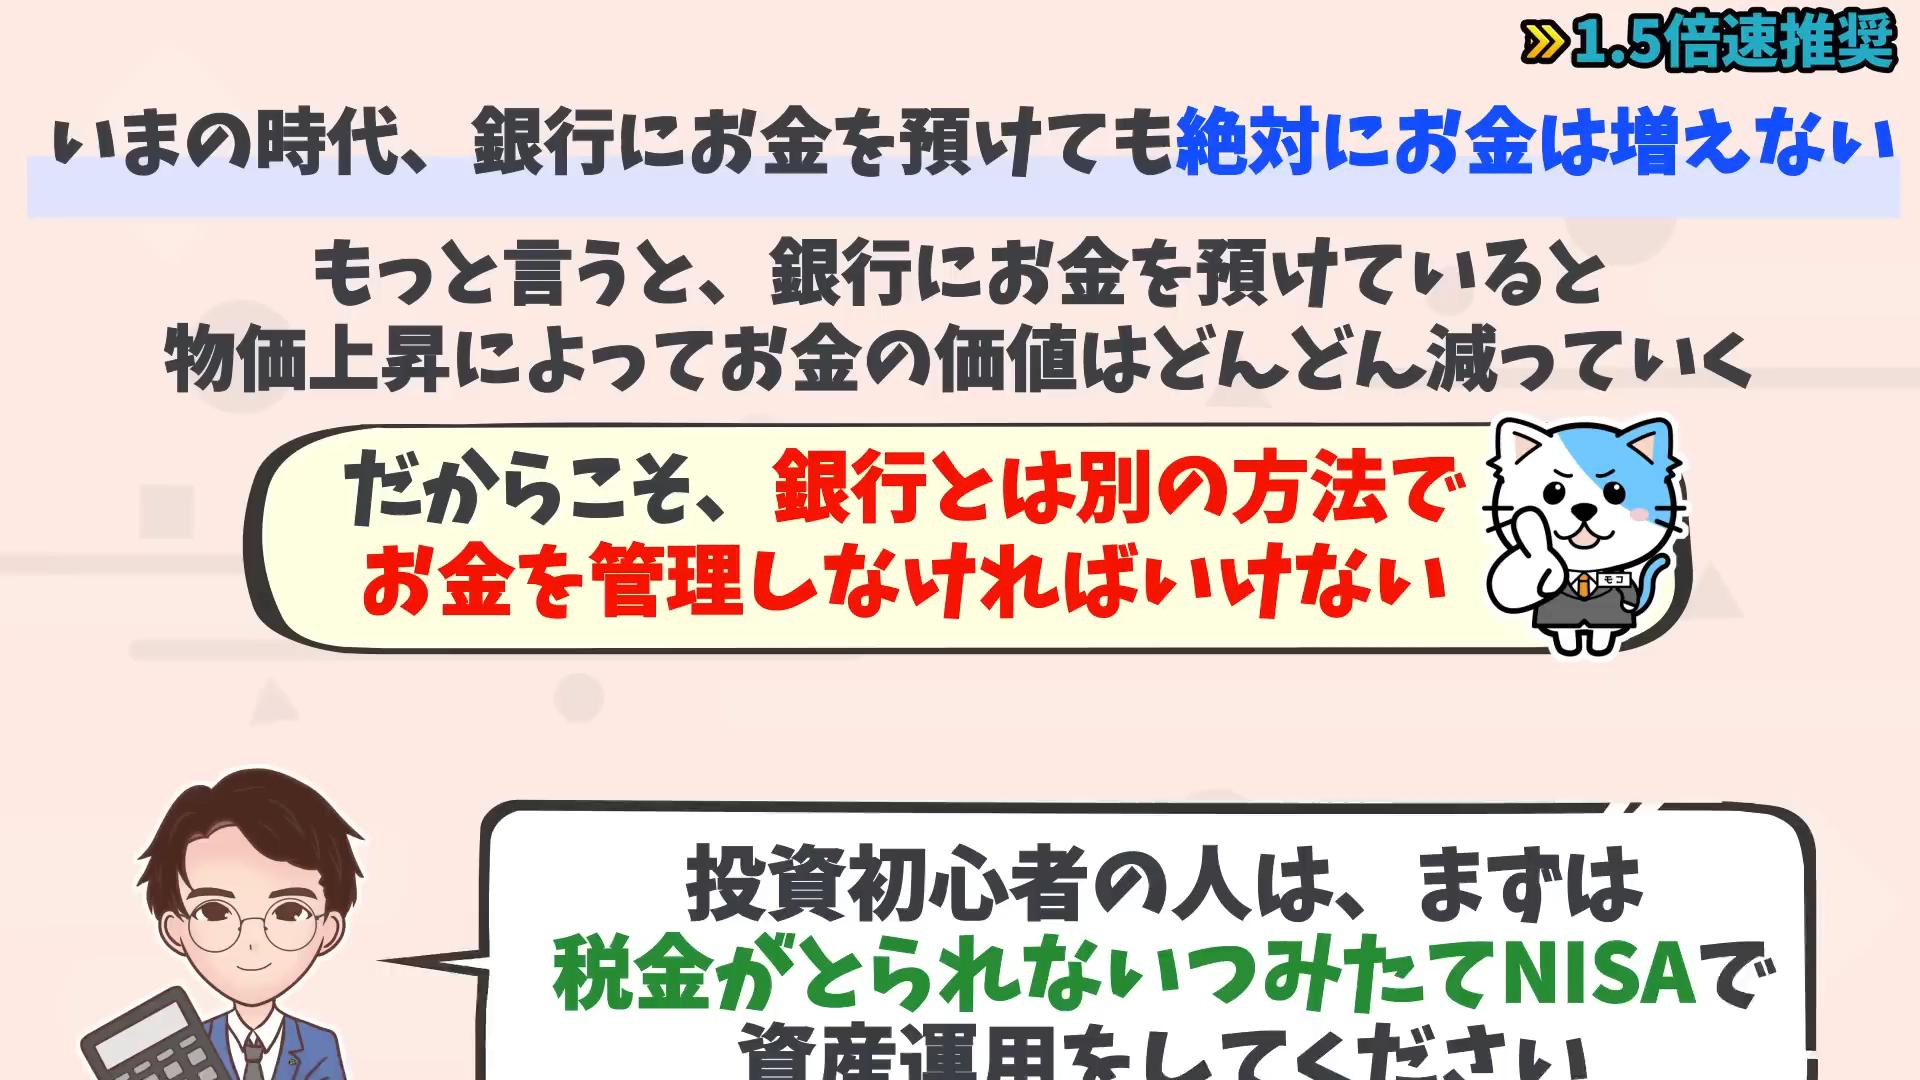 1.5倍速推奨
いまの時代、銀行にお金を預けても絶対にお金は増えない
もっと言うと、銀行にお金を預けていると
物価上昇によってお金の価値はどんどん減っていく
だからこそ、銀行とは別の方法で
お金を管理しなければいけない
モコ
投資初心者の人は、まずは
税金がとられないつみたてNISAで
資産運用をしてください